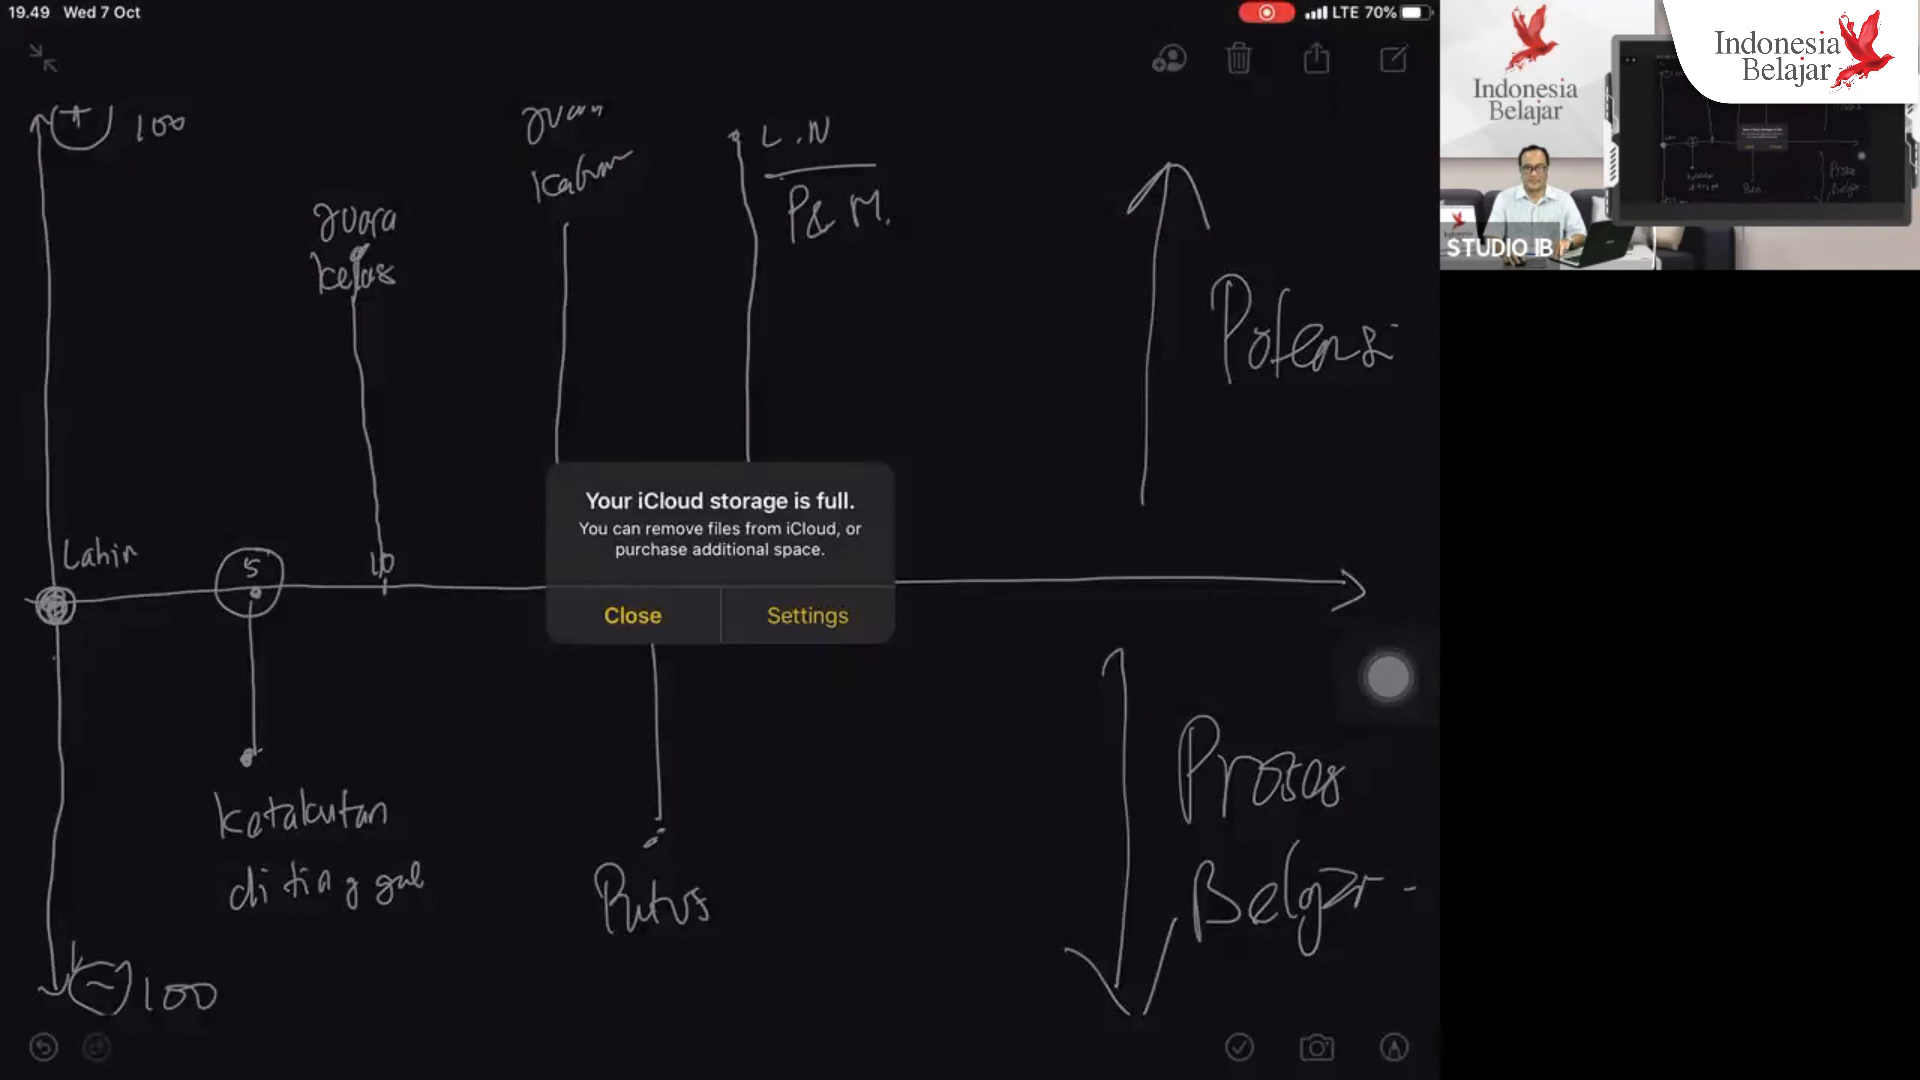 19.49 Wed 7 Oct
LTE 70%
+ 100
Juara
L.N
P & M.
Juara
kelas
Potensi
Lahir
5
10
Your iCloud storage is full.
You can remove files from iCloud, or
purchase additional space.
Close
Settings
Ketakutan
ditinggal
Putus
Proses
Belajar
- 100
Indonesia
Belajar
Indonesia
Belajar
STUDIO IB